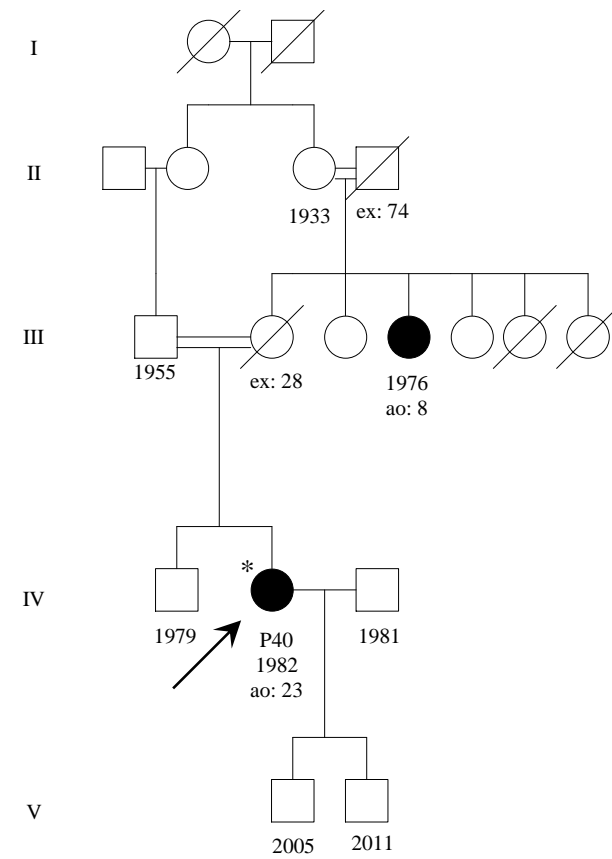 I
II
1933
ex: 74
III
1955
ex: 28
1976
ao: 8
*
IV
1979
P40
1982
ao: 23
1981
V
2005
2011